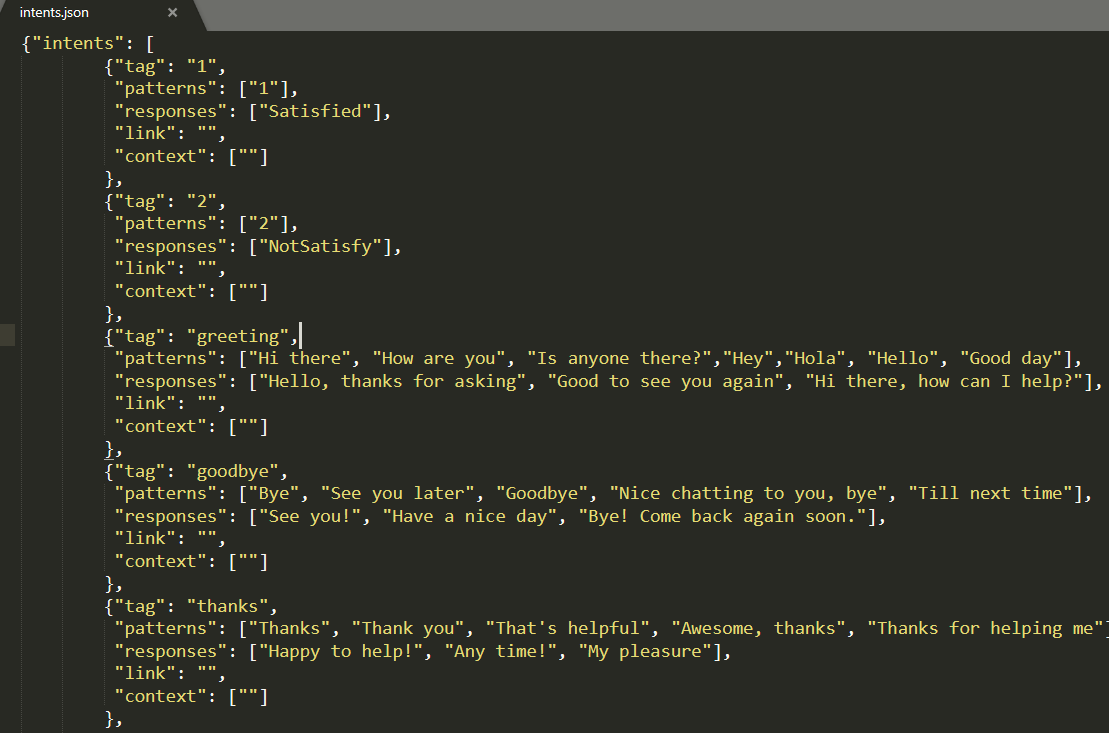 intents.json ×
{"intents": [
{"tag": "1",
"patterns": ["1"],
"responses": ["Satisfied"],
"link": "",
"context": [""]
},
{"tag": "2",
"patterns": ["2"],
"responses": ["NotSatisfy"],
"link": "",
"context": [""]
},
{"tag": "greeting",
"patterns": ["Hi there", "How are you", "Is anyone there?","Hey","Hola", "Hello", "Good day"],
"responses": ["Hello, thanks for asking", "Good to see you again", "Hi there, how can I help?"],
"link": "",
"context": [""]
},
{"tag": "goodbye",
"patterns": ["Bye", "See you later", "Goodbye", "Nice chatting to you, bye", "Till next time"],
"responses": ["See you!", "Have a nice day", "Bye! Come back again soon."],
"link": "",
"context": [""]
},
{"tag": "thanks",
"patterns": ["Thanks", "Thank you", "That's helpful", "Awesome, thanks", "Thanks for helping me"]
"responses": ["Happy to help!", "Any time!", "My pleasure"],
"link": "",
"context": [""]
},